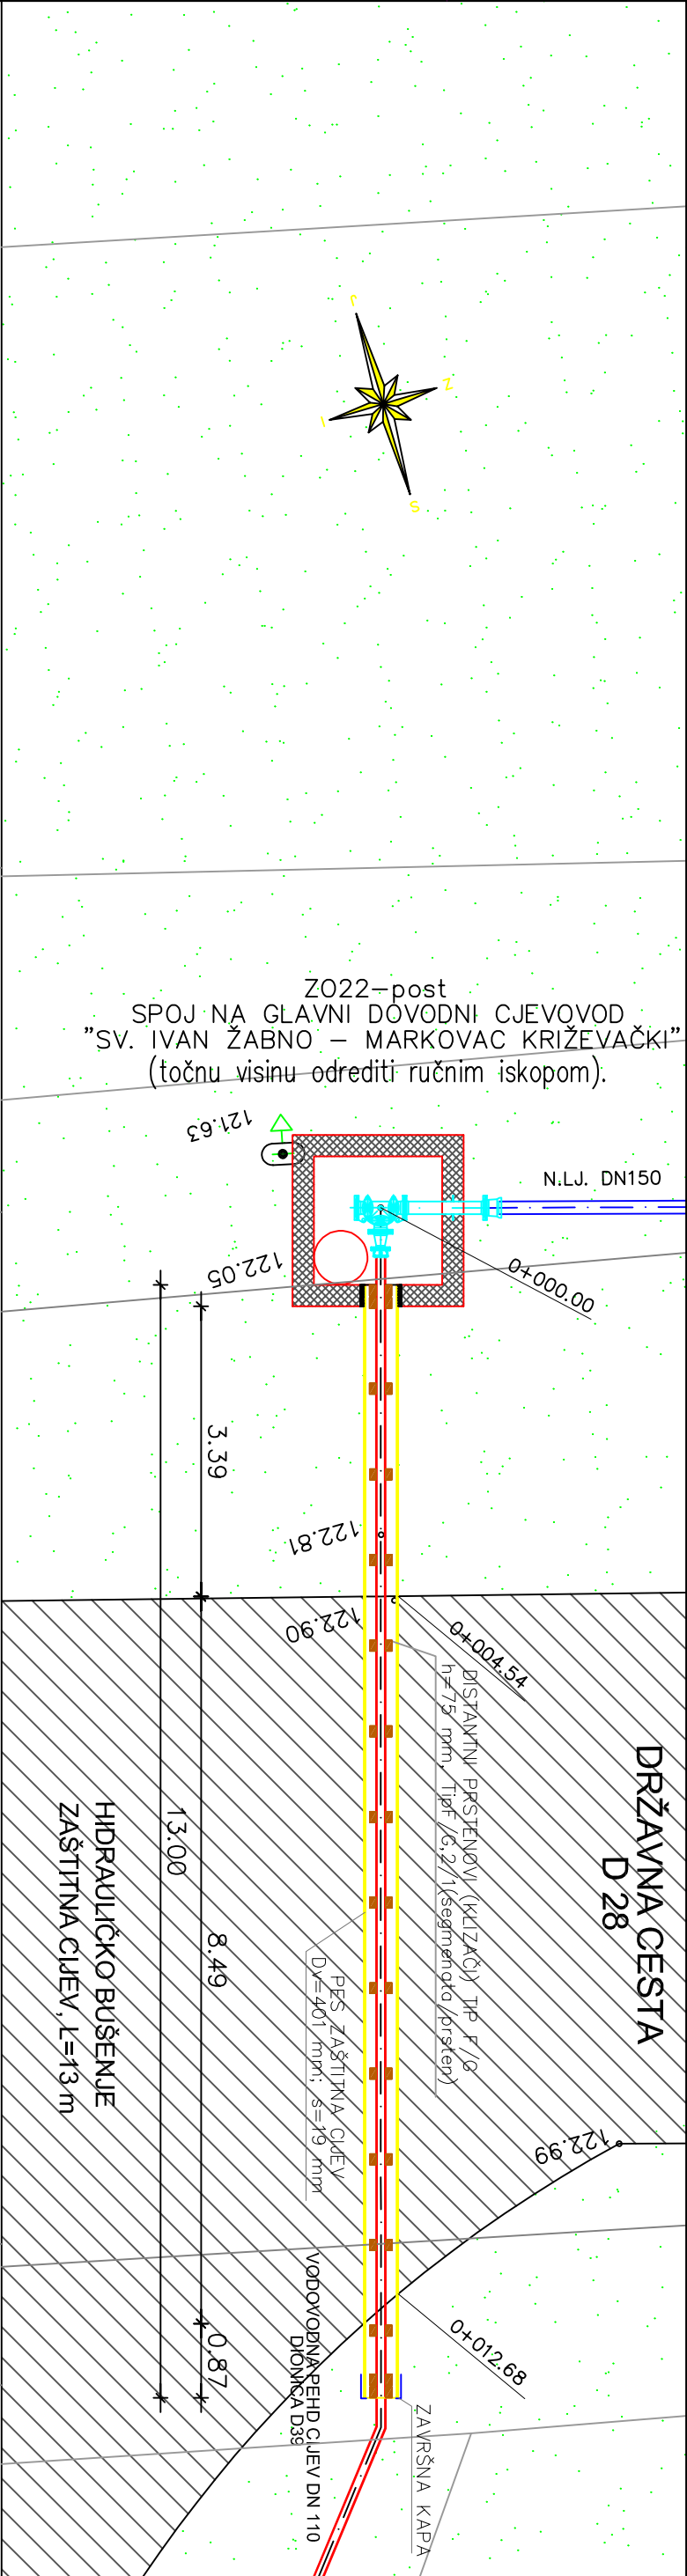 J
Z
I
S
ZO22-post
SPOJ NA GLAVNI DOVODNI CJEVOVOD
"SV. IVAN ŽABNO – MARKOVAC KRIŽEVAČKI"
(točnu visinu odrediti ručnim iskopom).
121.63
N.LJ. DN150
122.05
0+000.00
3.39
122.81
122.90
0+004.54
DISTANTNI PRSTENOVI (KLIZAČI) TIP F/G
h=75 mm, TipF/G,2/1(segmenata/prsten)
DRŽAVNA CESTA
D 28
13.00
8.49
HIDRAULIČKO BUŠENJE
ZAŠTITNA CIJEV, L=13 m
PES ZAŠTITNA CIJEV
Dv=401 mm; s=19 mm
122.99
0.87
0+012.68
VODOVODNA PEHD CIJEV DN 110
DIONICA D39
ZAVRŠNA KAPA